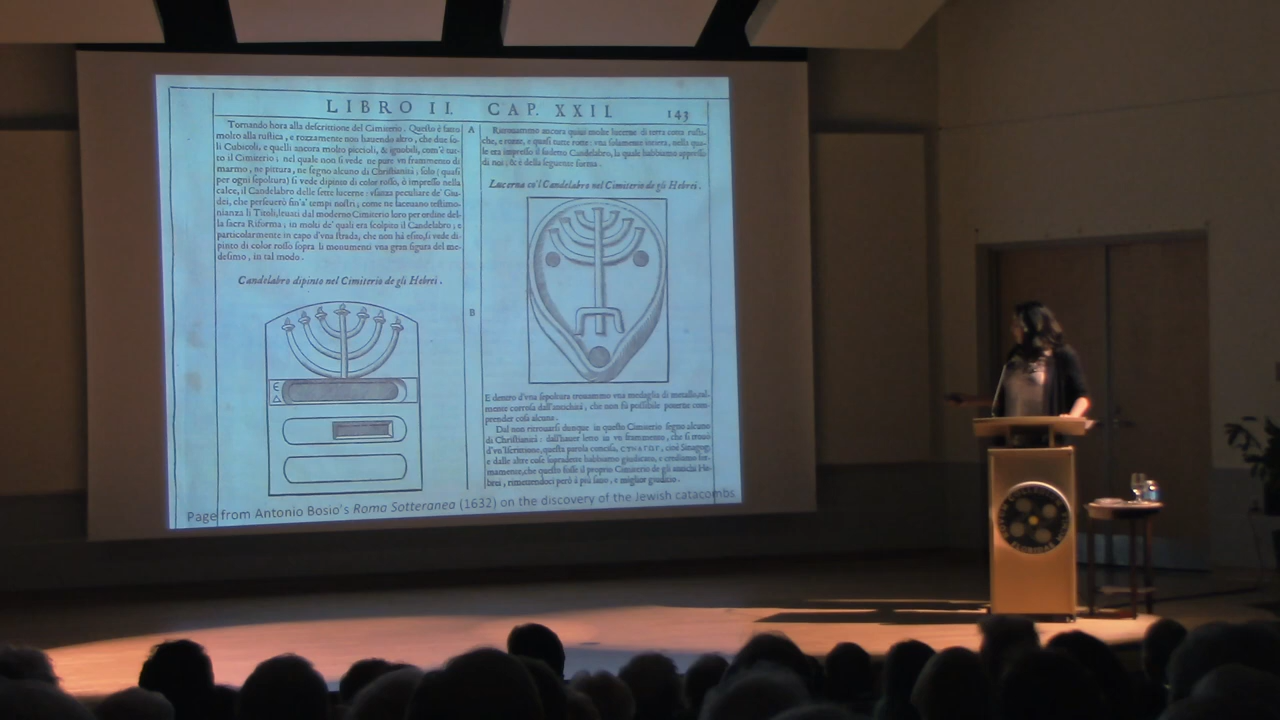 LIBRO II. CAP. XXII. 143
Tornando hora alla descrittione del Cimiterio. Questo è fatto
molto alla rustica, e rozzamente non hauendo altro, che due so-
li Cubicoli, e quelli ancora molto piccioli, & ignobili, com'è tut-
to il Cimiterio; nel quale non si vede ne pure vn frammento di
marmo, ne pittura, ne segno alcuno di Christianità; solo (quasi
per ogni sepoltura) si vede dipinto di color rosso, ò impresso nella
calce, il Candelabro delle sette lucerne: vsanza peculiare de' Giu-
dei, che perseuerò fin'a' tempi nostri; come ne faceuano testimo-
nianza li Titoli, leuati dal moderno Cimiterio loro per ordine del-
la sacra Riforma, in molti de' quali era scolpito il Candelabro; e
particolarmente in capo d'vna strada, che non hà esito, si vede di-
pinto di color rosso sopra li monumenti vna gran figura del me-
desimo, in tal modo.
Candelabro dipinto nel Cimiterio de gli Hebrei.
Є
Δ
A
B
Ritrouammo ancora quiui molte lucerne di terra cotta rusti-
che, e rotte, e quasi tutte rotte: vna solamente intiera, nella qua-
le era impresso il sudetto Candelabro, la quale habbiamo appresso
di noi; & è della seguente forma.
Lucerna co'l Candelabro nel Cimiterio de gli Hebrei.
E dentro d'vna sepoltura trouammo vna medaglia di metallo, tal-
mente corrosa dall'antichità, che non fù possibile poterne com-
prender cosa alcuna.
Dal non ritrouarsi dunque in questo Cimiterio segno alcuno
di Christianità: dall'hauer letto in vn frammento, che si trouò
d'vn'Iscrittione, questa parola concisa, CΥΝΑΓΩΓ, cioè Sinagog;
e dalle altre cose sopradette habbiamo giudicato, e crediamo fer-
mamente, che questo fosse il proprio Cimiterio de gli antichi He-
brei, rimettendoci però à più sano, e miglior giudicio.
Page from Antonio Bosio's Roma Sotteranea (1632) on the discovery of the Jewish catacombs